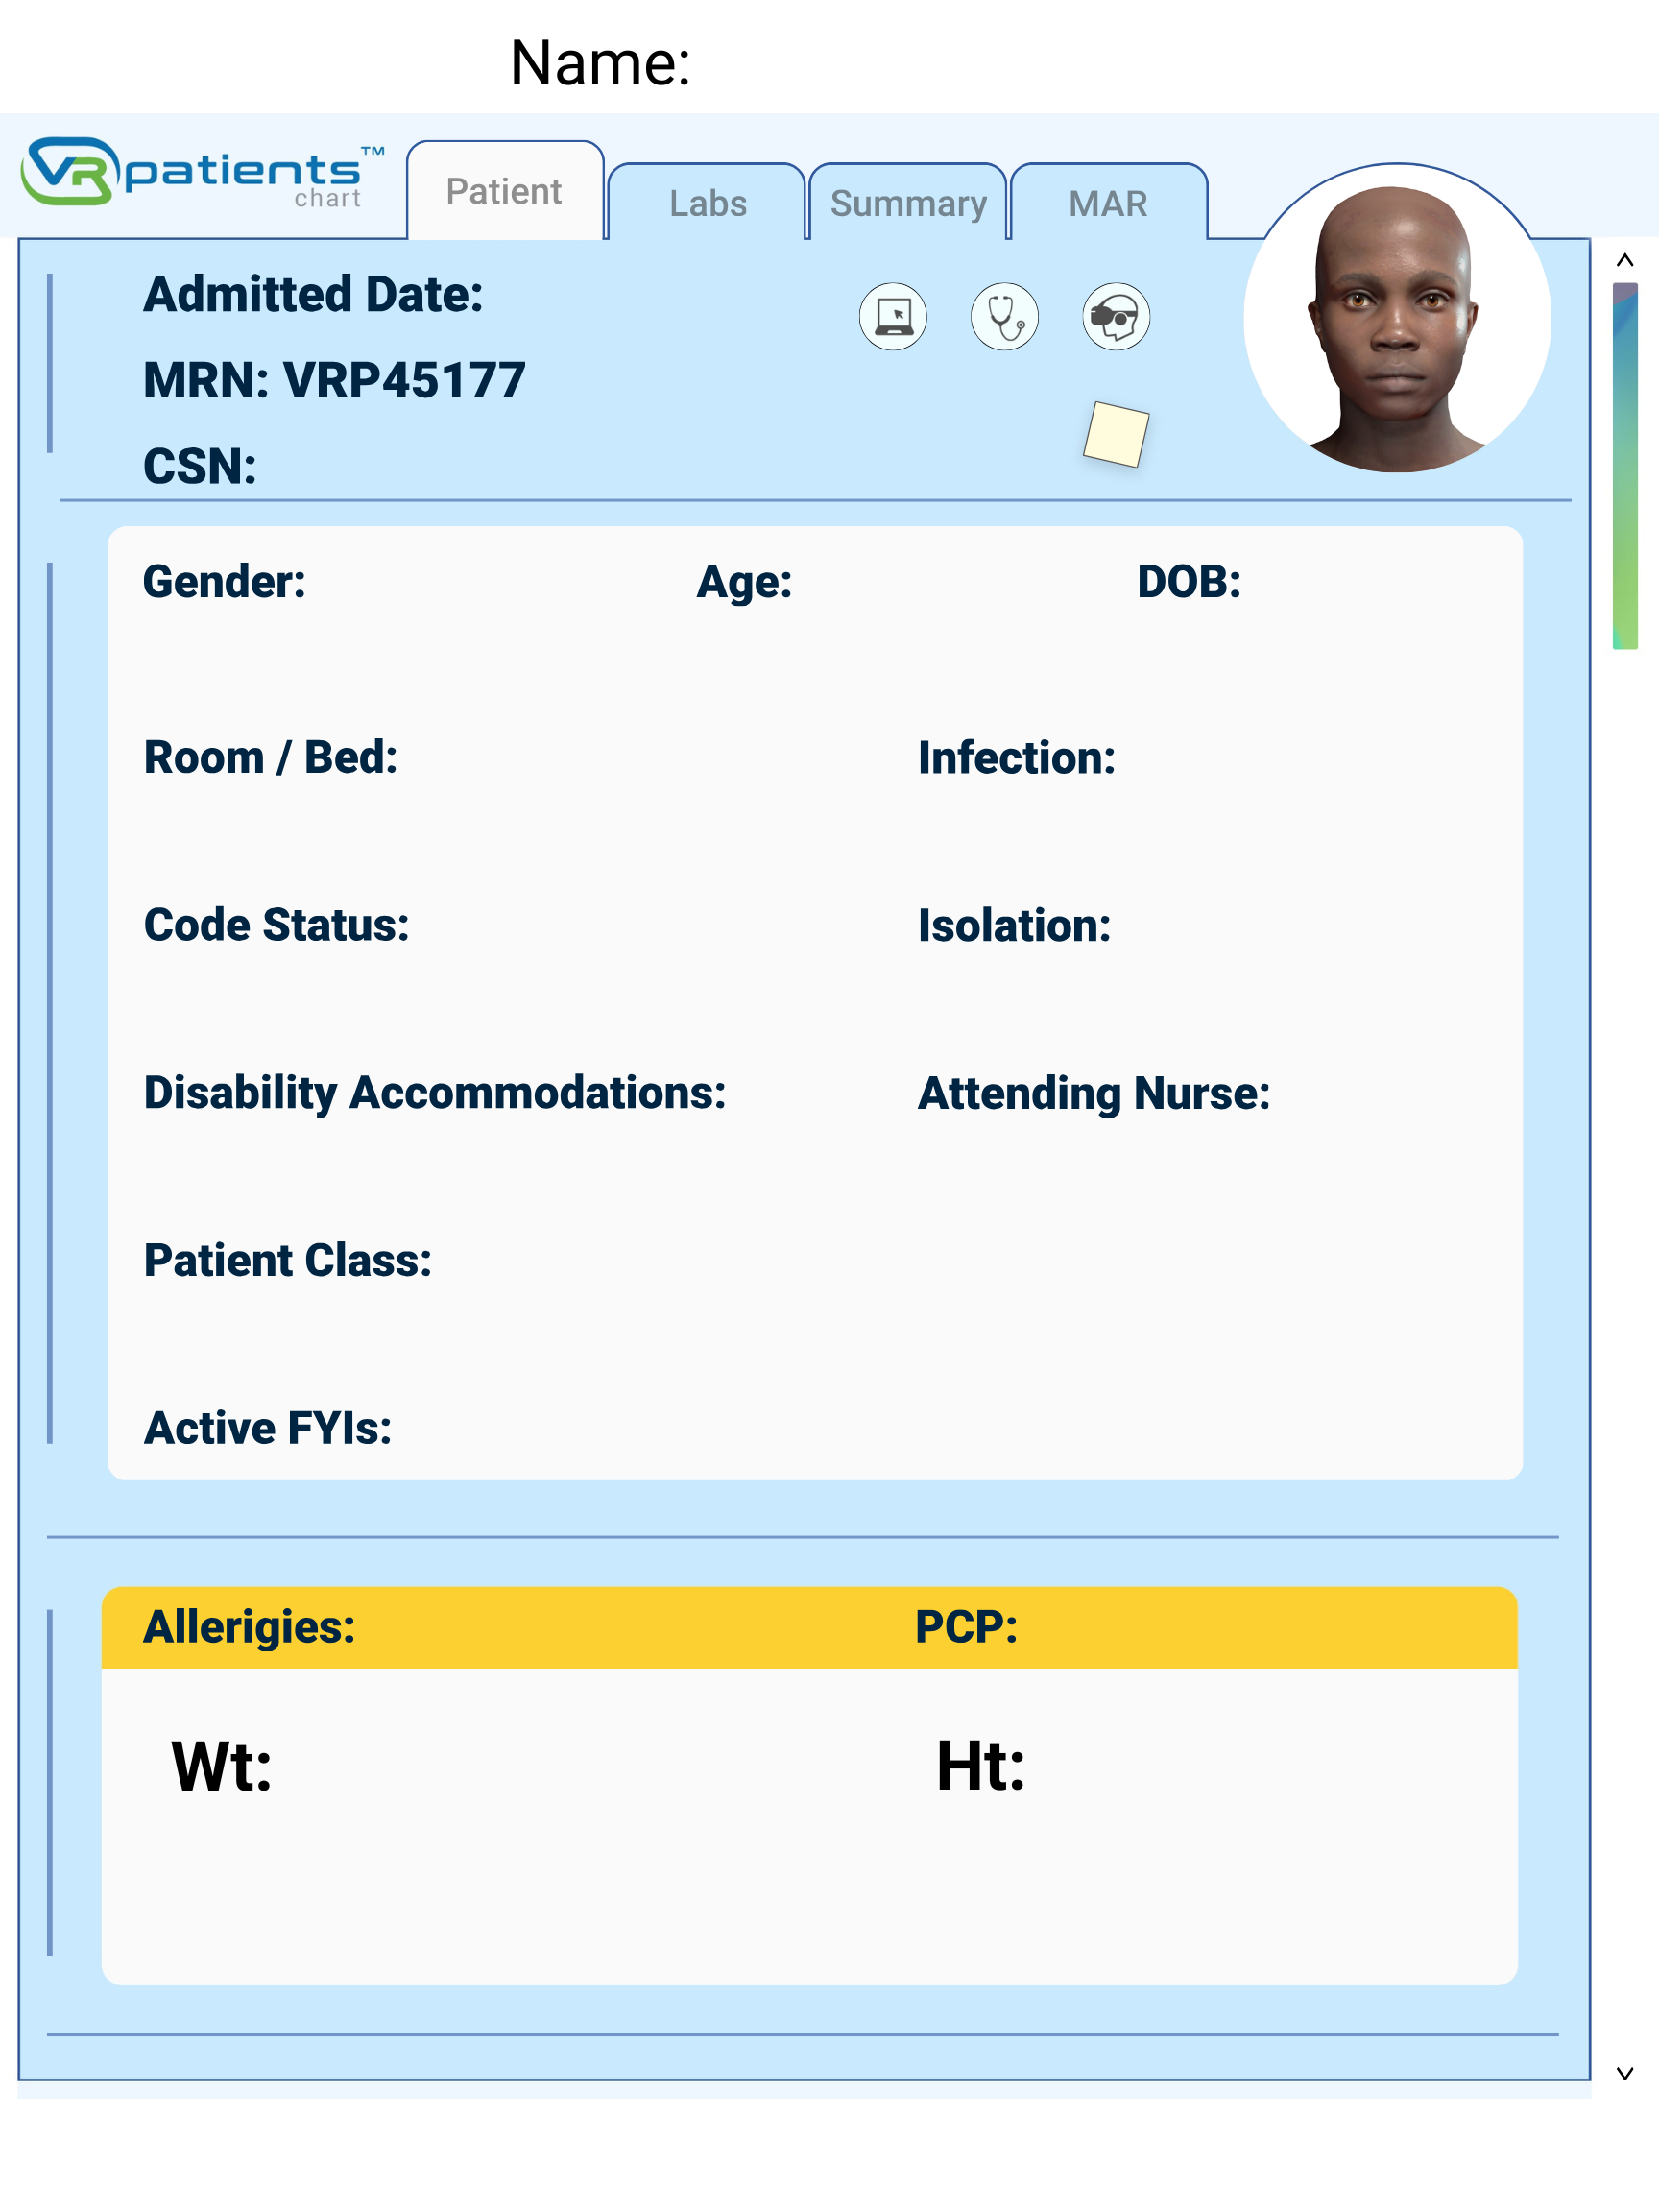 Name:
VR patients™
chart
Patient
Labs
Summary
MAR
Admitted Date:
MRN: VRP45177
CSN:
Gender: Age: DOB:
Room / Bed: Infection:
Code Status: Isolation:
Disability Accommodations: Attending Nurse:
Patient Class:
Active FYIs:
Allerigies: PCP:
Wt: Ht: